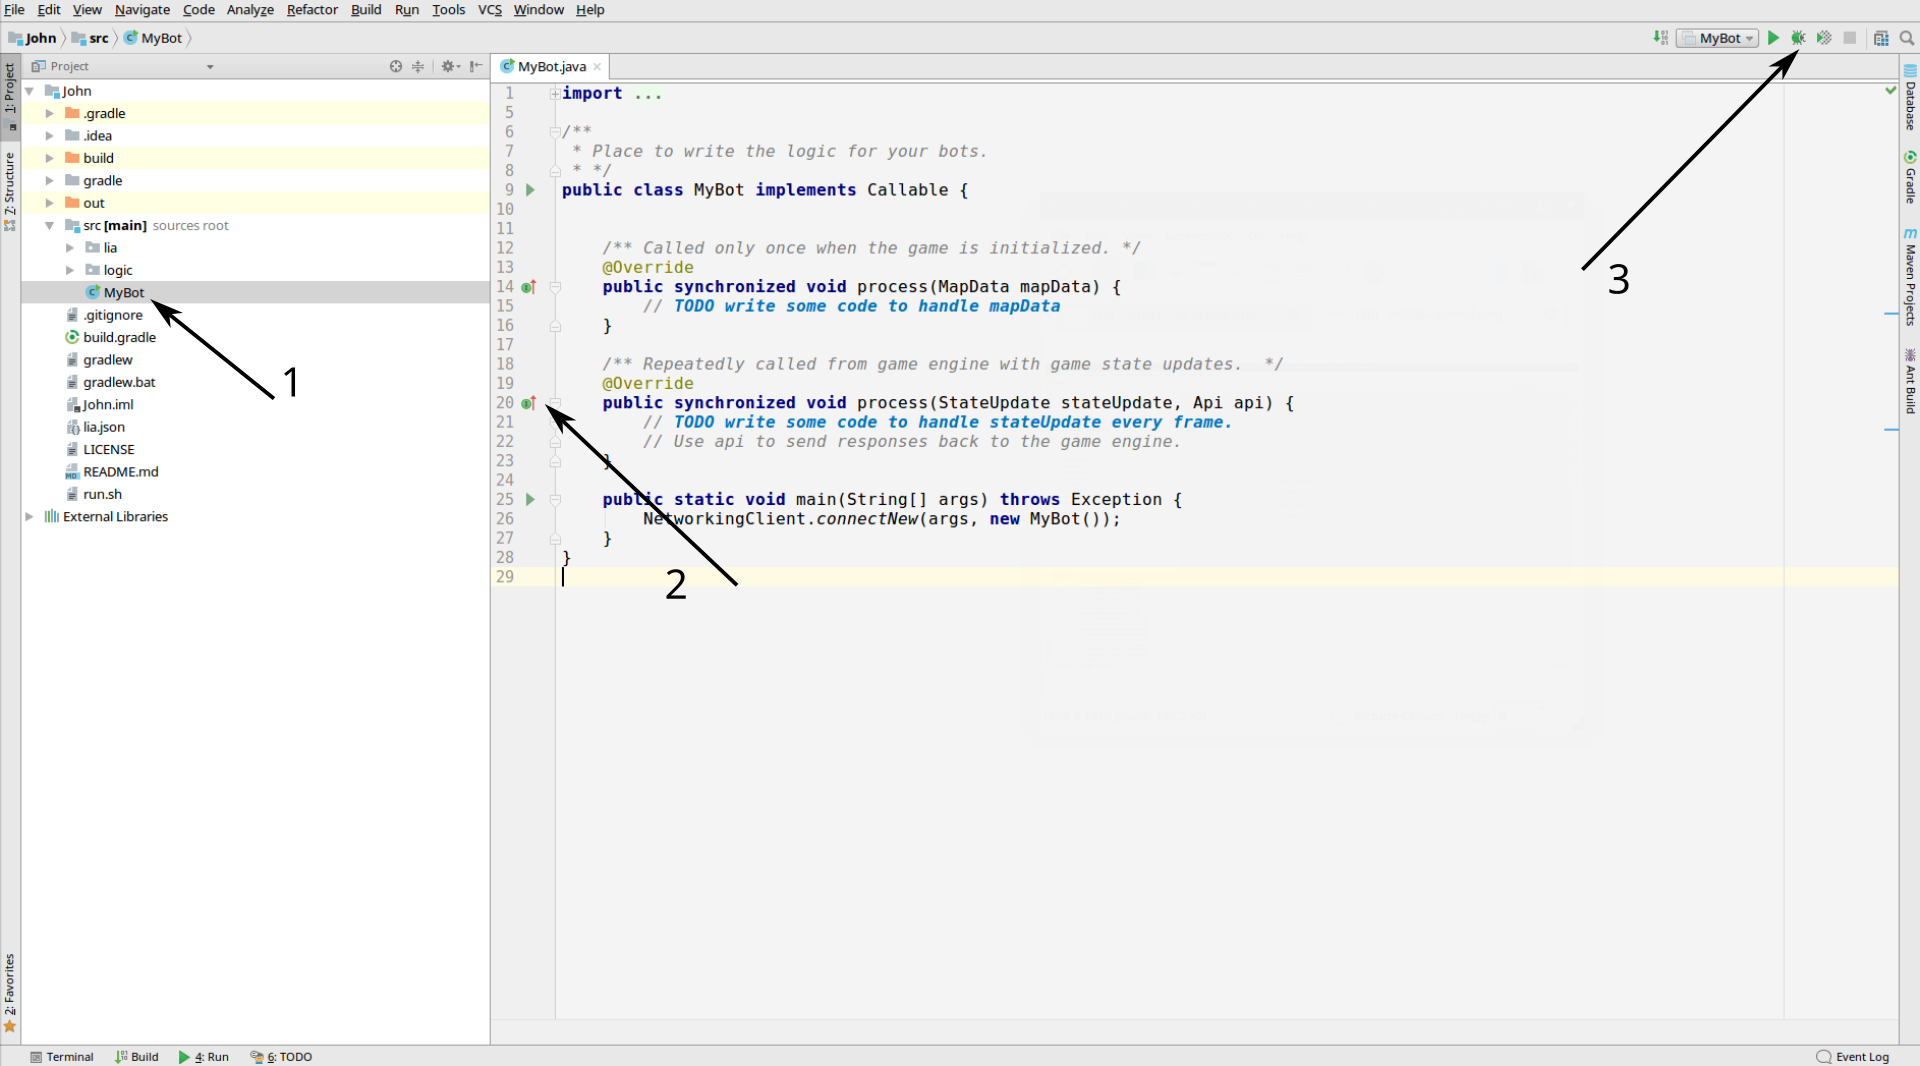 File Edit View Navigate Code Analyze Refactor Build Run Tools VCS Window Help
John src MyBot
MyBot
1: Project
7: Structure
2: Favorites
Project
John
.gradle
.idea
build
gradle
out
src [main] sources root
lia
logic
MyBot
.gitignore
build.gradle
gradlew
gradlew.bat
John.iml
lia.json
LICENSE
README.md
run.sh
External Libraries
1
MyBot.java
1 import ...
5
6 /**
7 * Place to write the logic for your bots.
8 * */
9 public class MyBot implements Callable {
10
11
12 /** Called only once when the game is initialized. */
13 @Override
14 public synchronized void process(MapData mapData) {
15 // TODO write some code to handle mapData
16 }
17
18 /** Repeatedly called from game engine with game state updates. */
19 @Override
20 public synchronized void process(StateUpdate stateUpdate, Api api) {
21 // TODO write some code to handle stateUpdate every frame.
22 // Use api to send responses back to the game engine.
23 }
24
25 public static void main(String[] args) throws Exception {
26 NetworkingClient.connectNew(args, new MyBot());
27 }
28 }
29
2
3
Database
Gradle
Maven Projects
Ant Build
Terminal Build 4: Run 6: TODO
Event Log